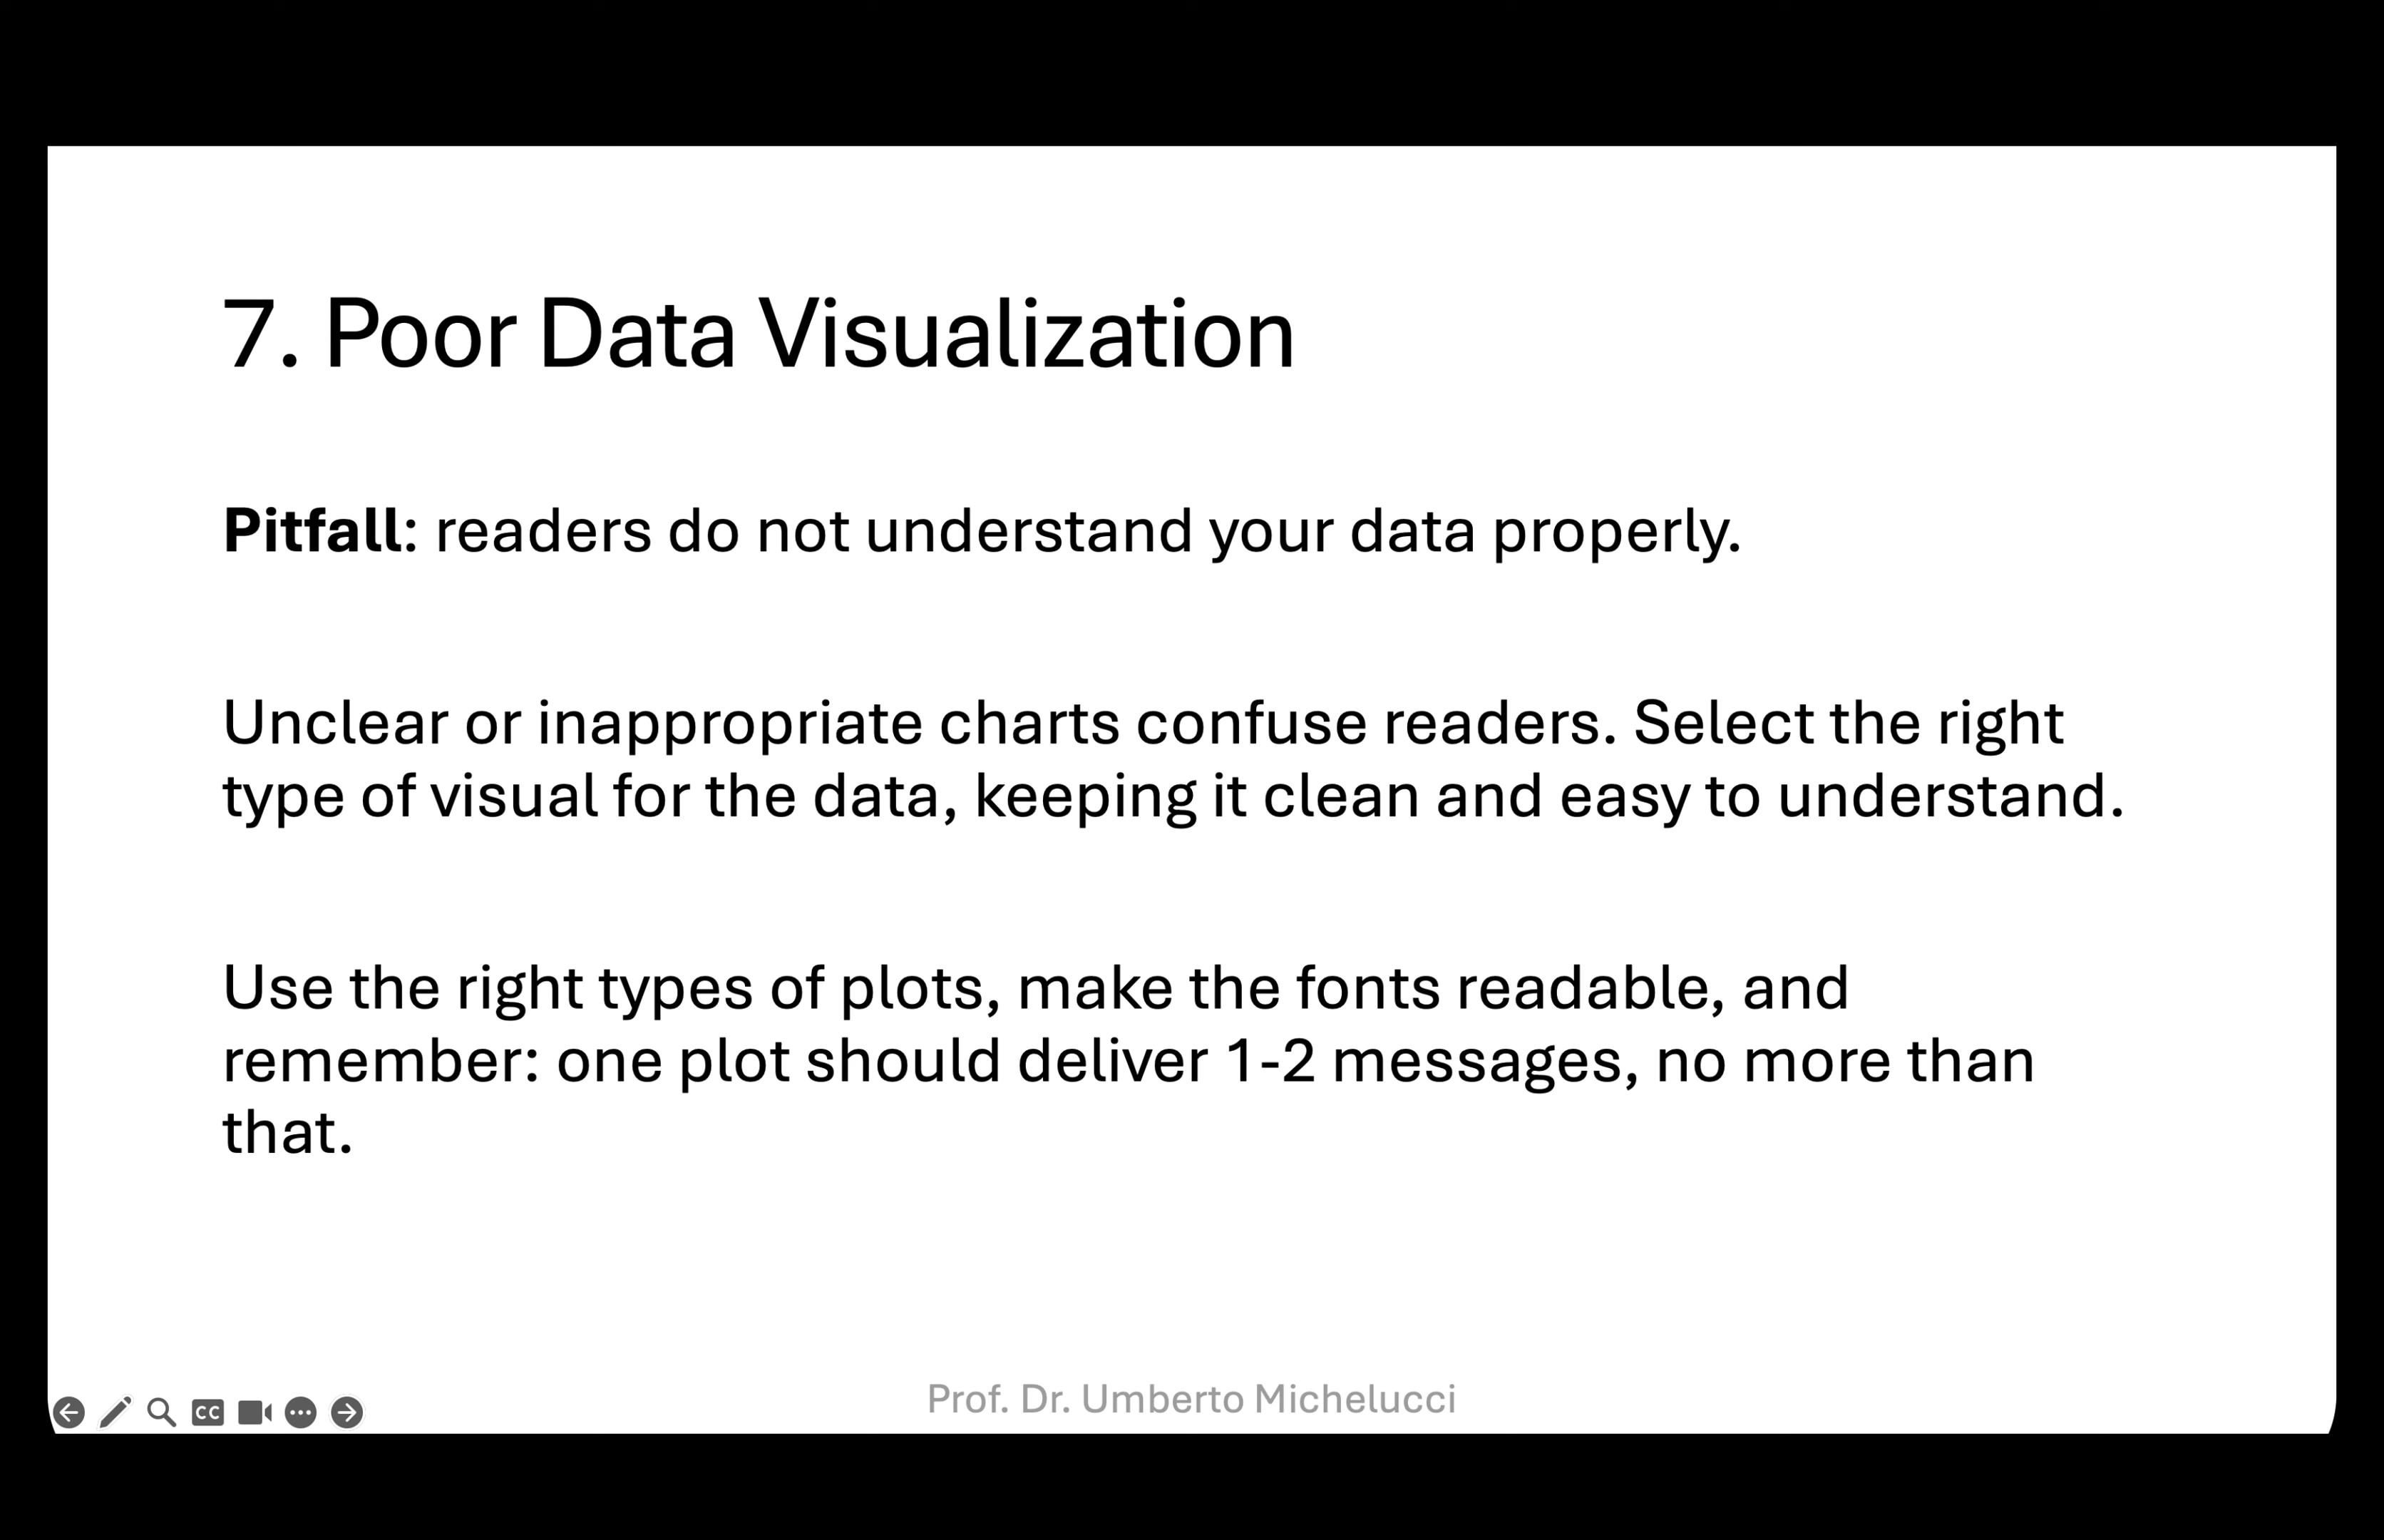 7. Poor Data Visualization
Pitfall: readers do not understand your data properly.
Unclear or inappropriate charts confuse readers. Select the right
type of visual for the data, keeping it clean and easy to understand.
Use the right types of plots, make the fonts readable, and
remember: one plot should deliver 1-2 messages, no more than
that.
CC
Prof. Dr. Umberto Michelucci